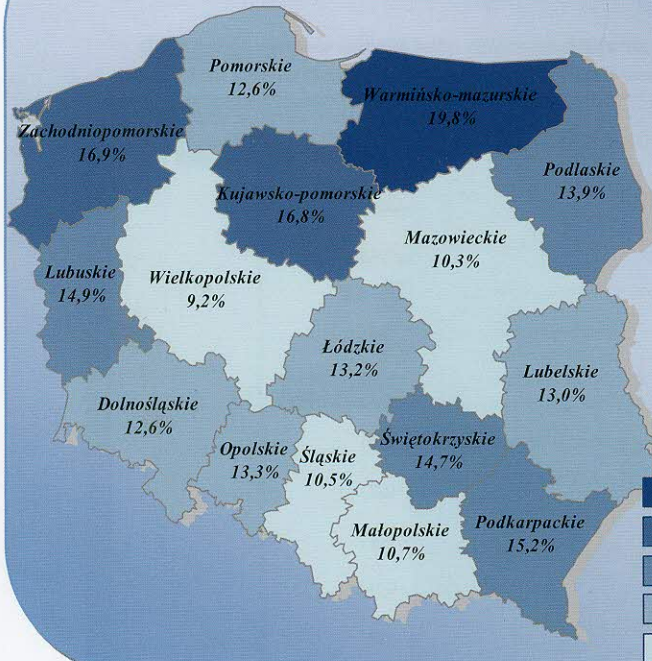 Pomorskie
12,6%
Warmińsko-mazurskie
19,8%
Zachodniopomorskie
16,9%
Podlaskie
13,9%
Kujawsko-pomorskie
16,8%
Mazowieckie
10,3%
Lubuskie
14,9%
Wielkopolskie
9,2%
Łódzkie
13,2%
Lubelskie
13,0%
Dolnośląskie
12,6%
Opolskie
13,3%
Śląskie
10,5%
Świętokrzyskie
14,7%
Małopolskie
10,7%
Podkarpackie
15,2%